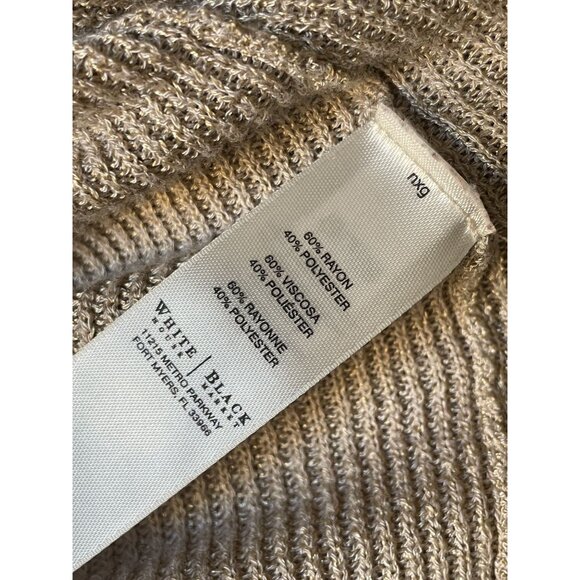 nxg
60% RAYON
40% POLYESTER
60% VISCOSA
40% POLIÉSTER
60% RAYONNE
40% POLYESTER
WHITE | BLACK
HOUSE | MARKET
11215 METRO PARKWAY
FORT MYERS, FL 33966